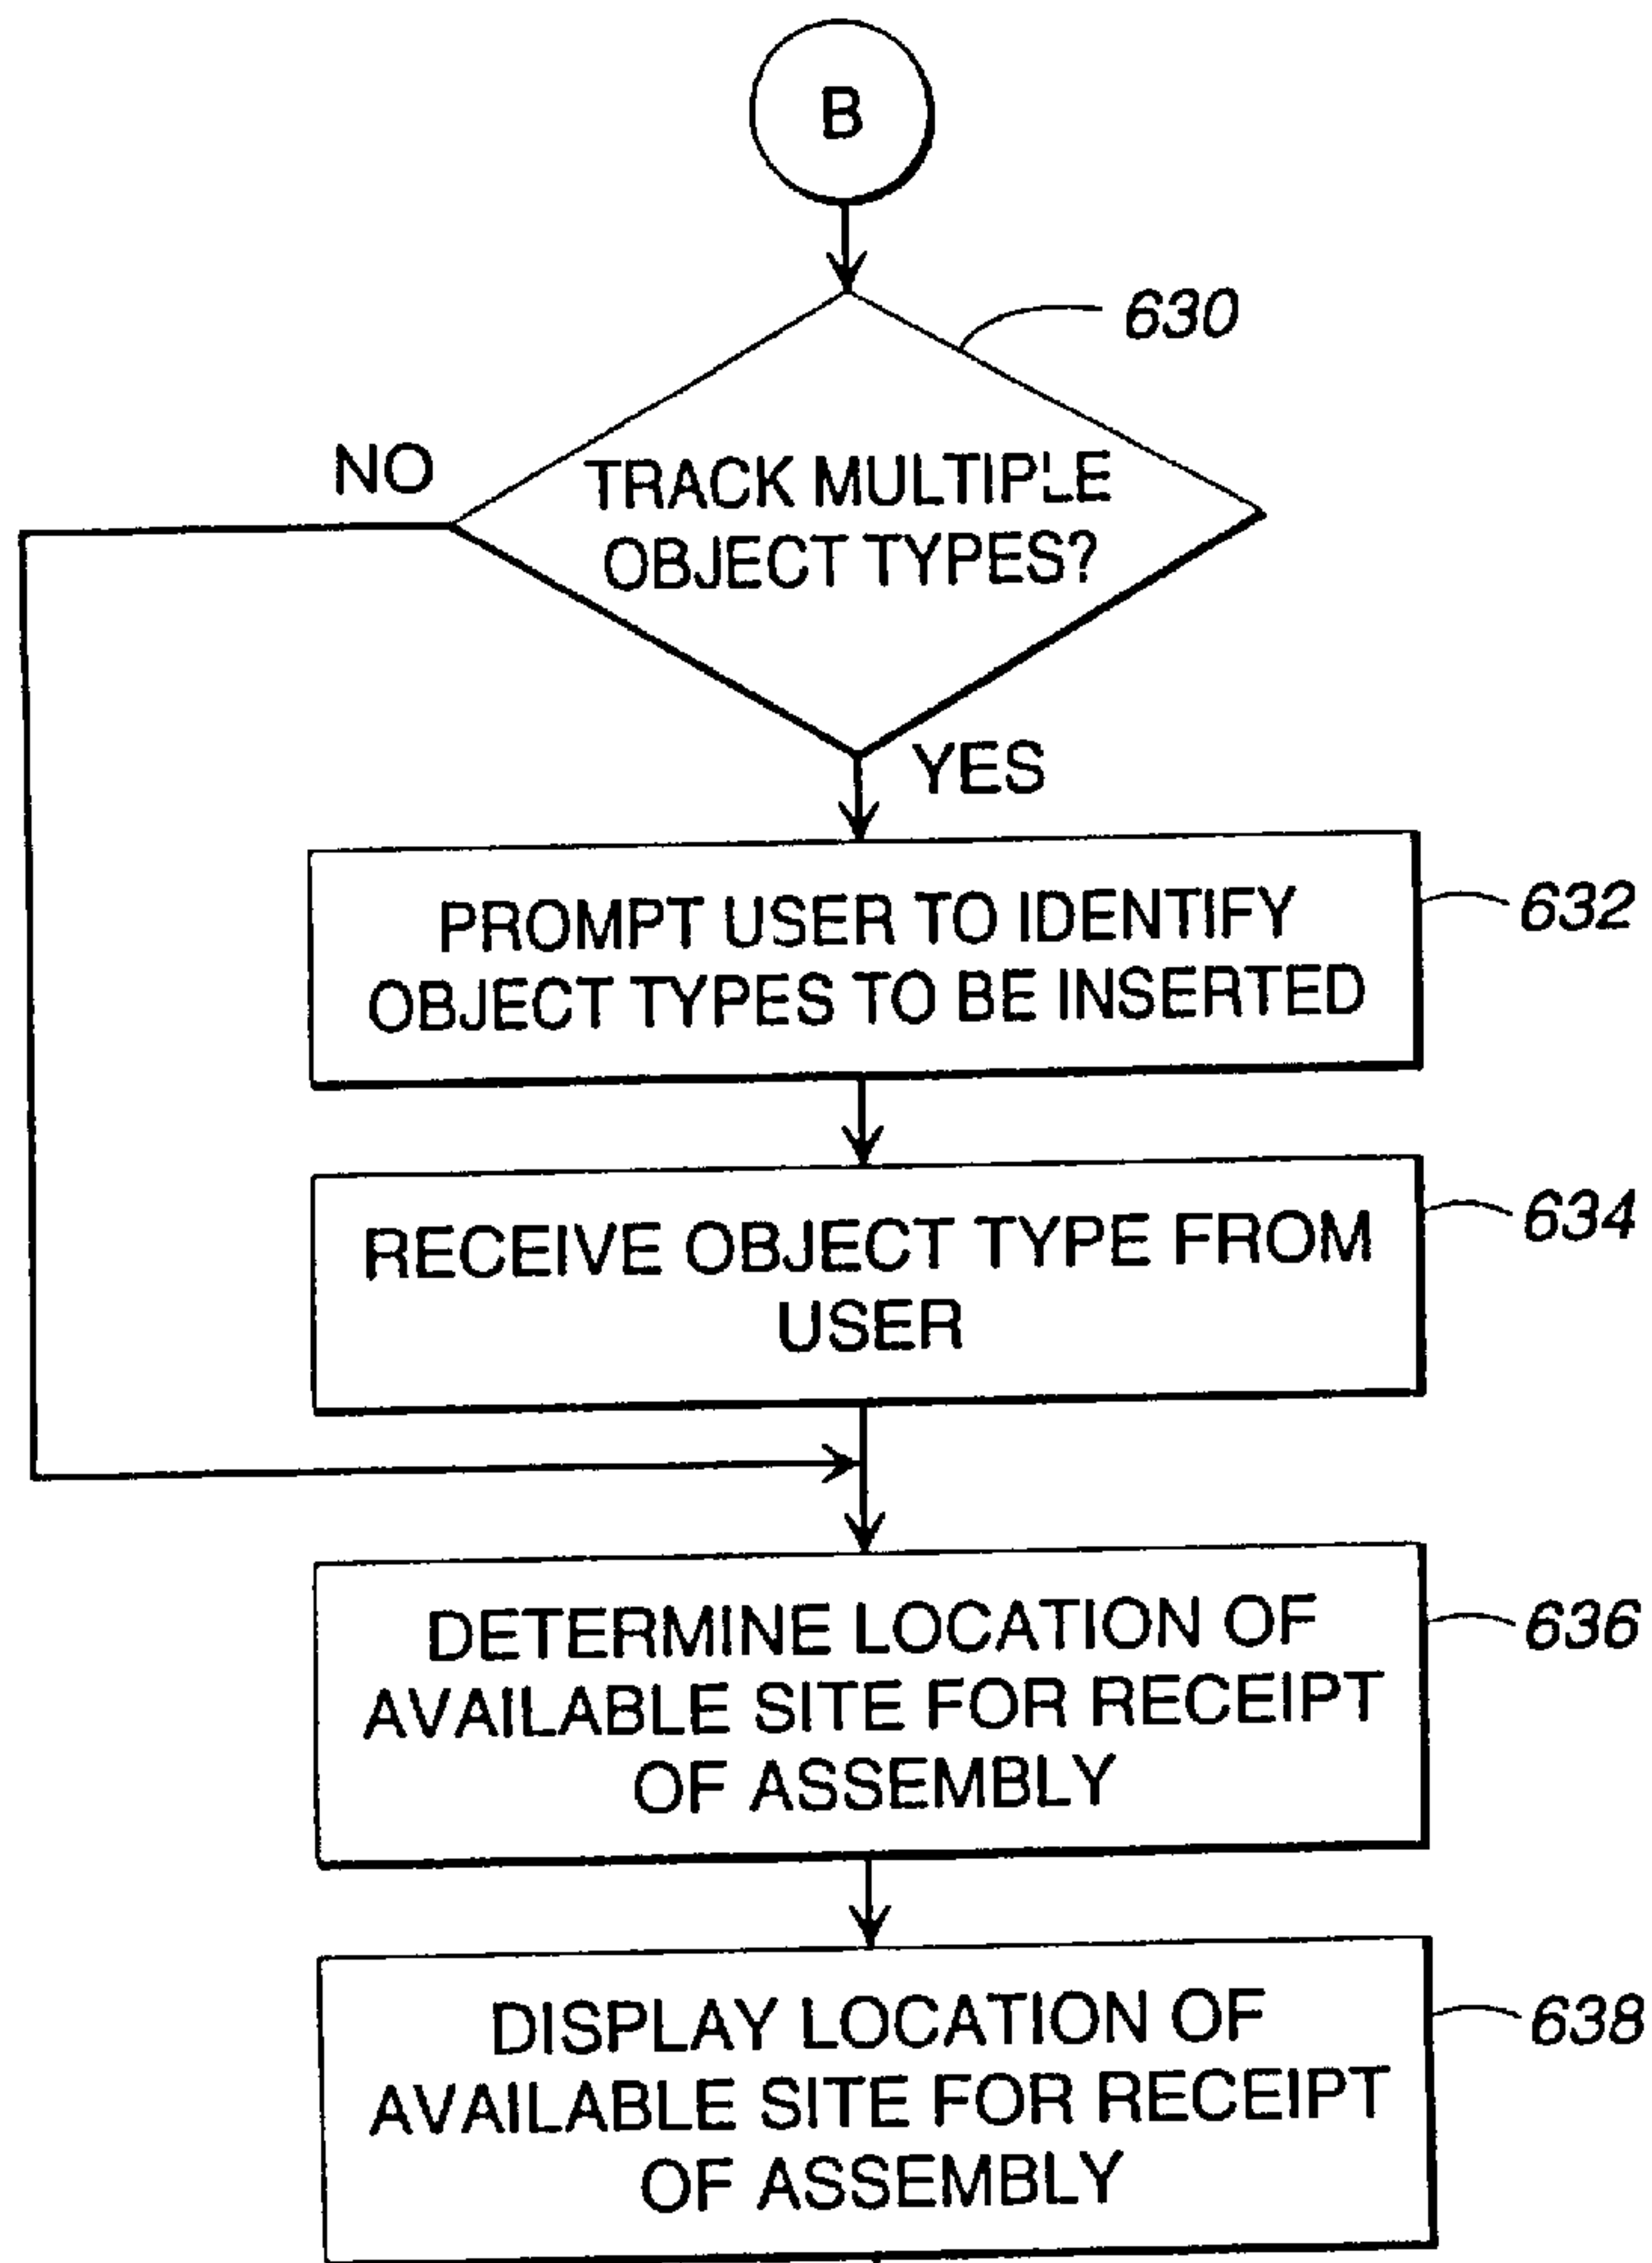 B
630
NO
TRACK MULTIPLE
OBJECT TYPES?
YES
PROMPT USER TO IDENTIFY
OBJECT TYPES TO BE INSERTED
632
RECEIVE OBJECT TYPE FROM
USER
634
DETERMINE LOCATION OF
AVAILABLE SITE FOR RECEIPT
OF ASSEMBLY
636
DISPLAY LOCATION OF
AVAILABLE SITE FOR RECEIPT
OF ASSEMBLY
638